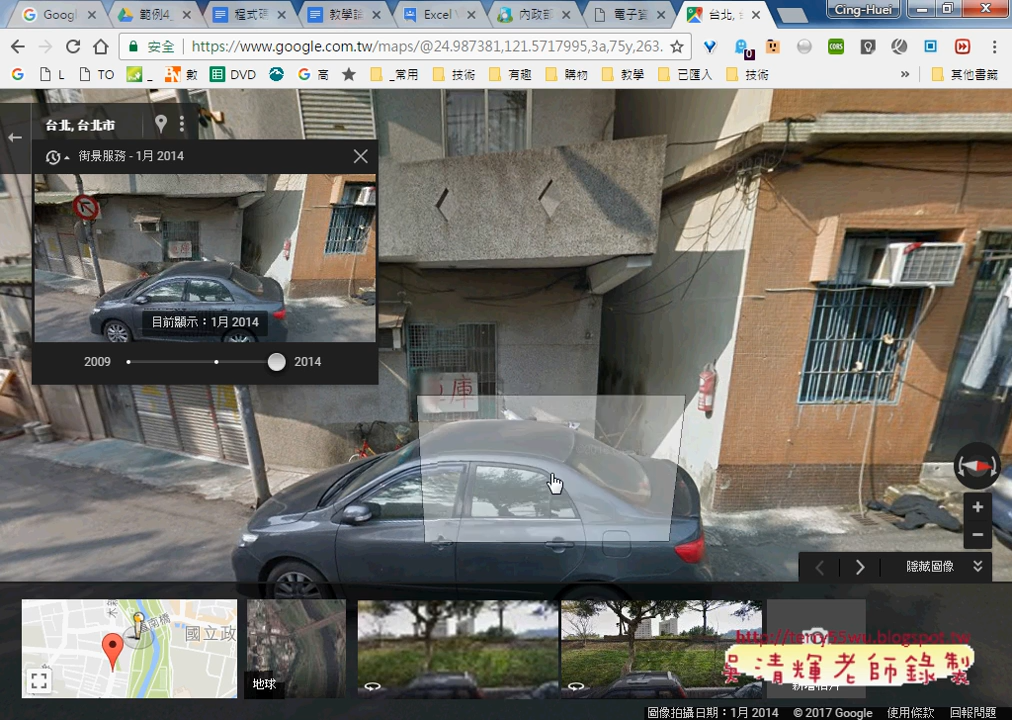 Cing-Huei
Googl
範例4_
程式碼
教學論
Excel V
內政部
電子資
台北, 台
安全
https://www.google.com.tw/maps/@24.987381,121.5717995,3a,75y,263.
0
CORS
L
TO
_
數
DVD
高
_常用
技術
有趣
購物
教學
已匯入
技術
»
其他書籤
台北, 台北市
街景服務 - 1月 2014
目前顯示：1月 2014
2009
2014
庫
隱藏圖像
國立政
地球
http://terry55wu.blogspot.tw
吳清輝老師錄製
圖像拍攝日期：1月 2014
© 2017 Google
使用條款
回報問題